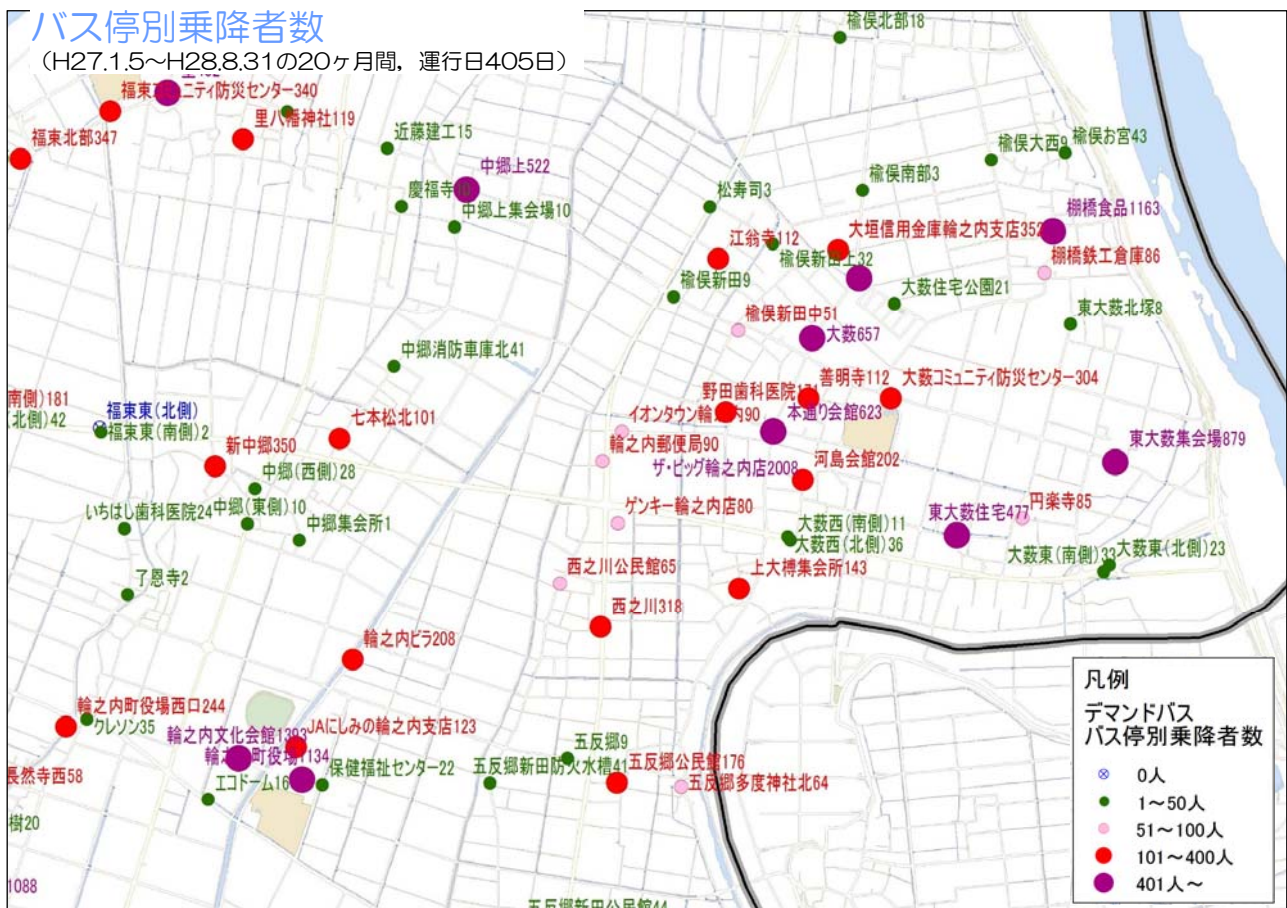 バス停別乗降者数
（H27.1.5～H28.8.31の20ヶ月間，運行日405日）
楡俣北部18
福東コミュニティ防災センター340
里八幡神社119
福東北部347
近藤建工15
中郷上522
慶福寺
中郷上集会場10
松寿司3
楡俣南部3
楡俣大西9
楡俣お宮43
棚橋食品1163
江翁寺112
大垣信用金庫輪之内支店352
楡俣新田上32
棚橋鉄工倉庫86
楡俣新田9
大薮住宅公園21
楡俣新田中51
大薮657
東大薮北塚8
中郷消防車庫北41
南側)181
(北側)42
福東東(北側)
福東東(南側)2
七本松北101
野田歯科医院
善明寺112
大薮コミュニティ防災センター304
イオンタウン輪之内90
本通り会館623
輪之内郵便局90
新中郷350
中郷(西側)28
ザ・ビッグ輪之内店2008
河島会館202
東大薮集会場879
いちはし歯科医院24
中郷(東側)10
中郷集会所1
ゲンキー輪之内店80
大薮西(南側)11
大薮西(北側)36
東大薮住宅477
円楽寺85
大薮東(南側)33
大薮東(北側)23
了恩寺2
西之川公民館65
上大榑集会所143
西之川318
輪之内ビラ208
輪之内町役場西口244
クレソン35
輪之内文化会館1393
JAにしみの輪之内支店123
輪之内町役場1134
長然寺西58
エコドーム16
保健福祉センター22
五反郷9
五反郷新田防火水槽41
五反郷公民館176
五反郷多度神社北64
樹20
1088
五反郷新田公民館44
凡例
デマンドバス
バス停別乗降者数
0人
1～50人
51～100人
101～400人
401人～